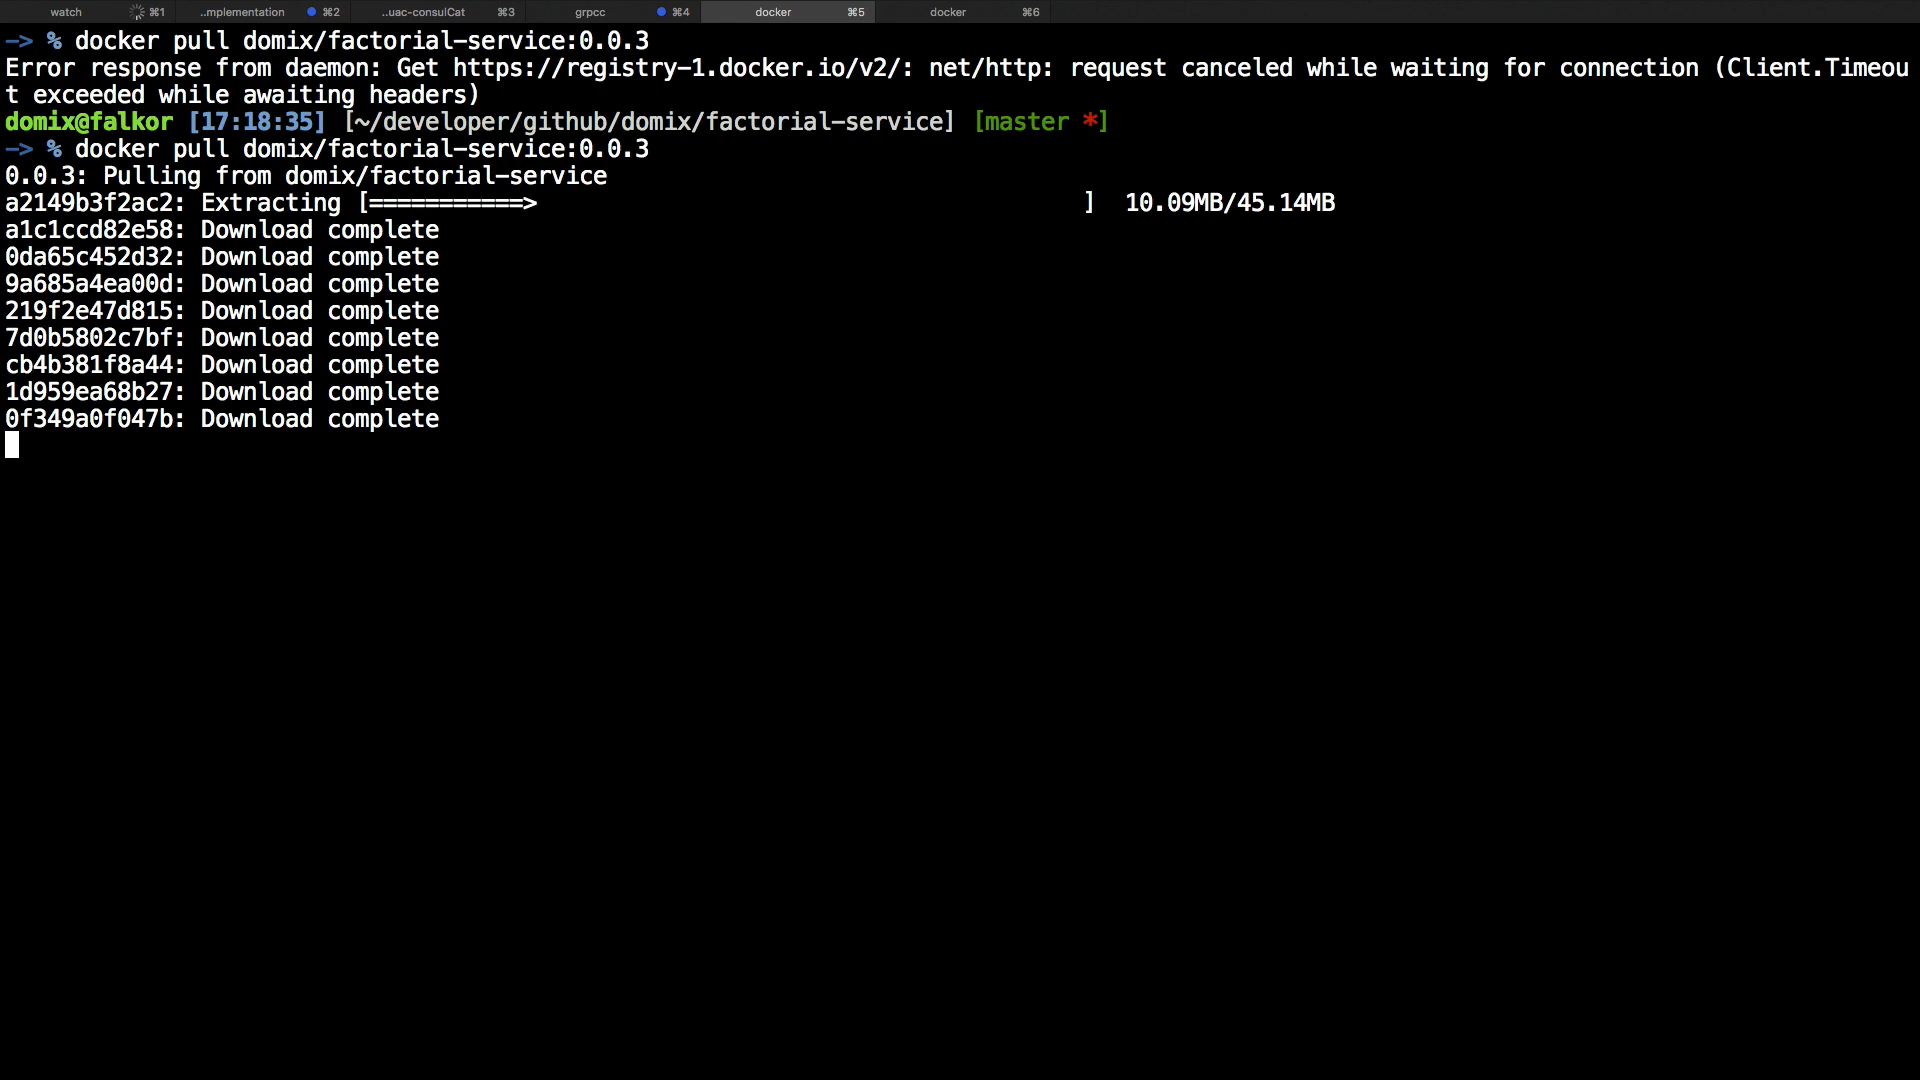 watch ⌘1 ..mplementation ⌘2 ..uac-consulCat ⌘3 grpcc ⌘4 docker ⌘5 docker ⌘6
—> % docker pull domix/factorial-service:0.0.3
Error response from daemon: Get https://registry-1.docker.io/v2/: net/http: request canceled while waiting for connection (Client.Timeou
t exceeded while awaiting headers)
domix@falkor [17:18:35] [~/developer/github/domix/factorial-service] [master *]
—> % docker pull domix/factorial-service:0.0.3
0.0.3: Pulling from domix/factorial-service
a2149b3f2ac2: Extracting [===========>                                       ]  10.09MB/45.14MB
a1c1ccd82e58: Download complete
0da65c452d32: Download complete
9a685a4ea00d: Download complete
219f2e47d815: Download complete
7d0b5802c7bf: Download complete
cb4b381f8a44: Download complete
1d959ea68b27: Download complete
0f349a0f047b: Download complete